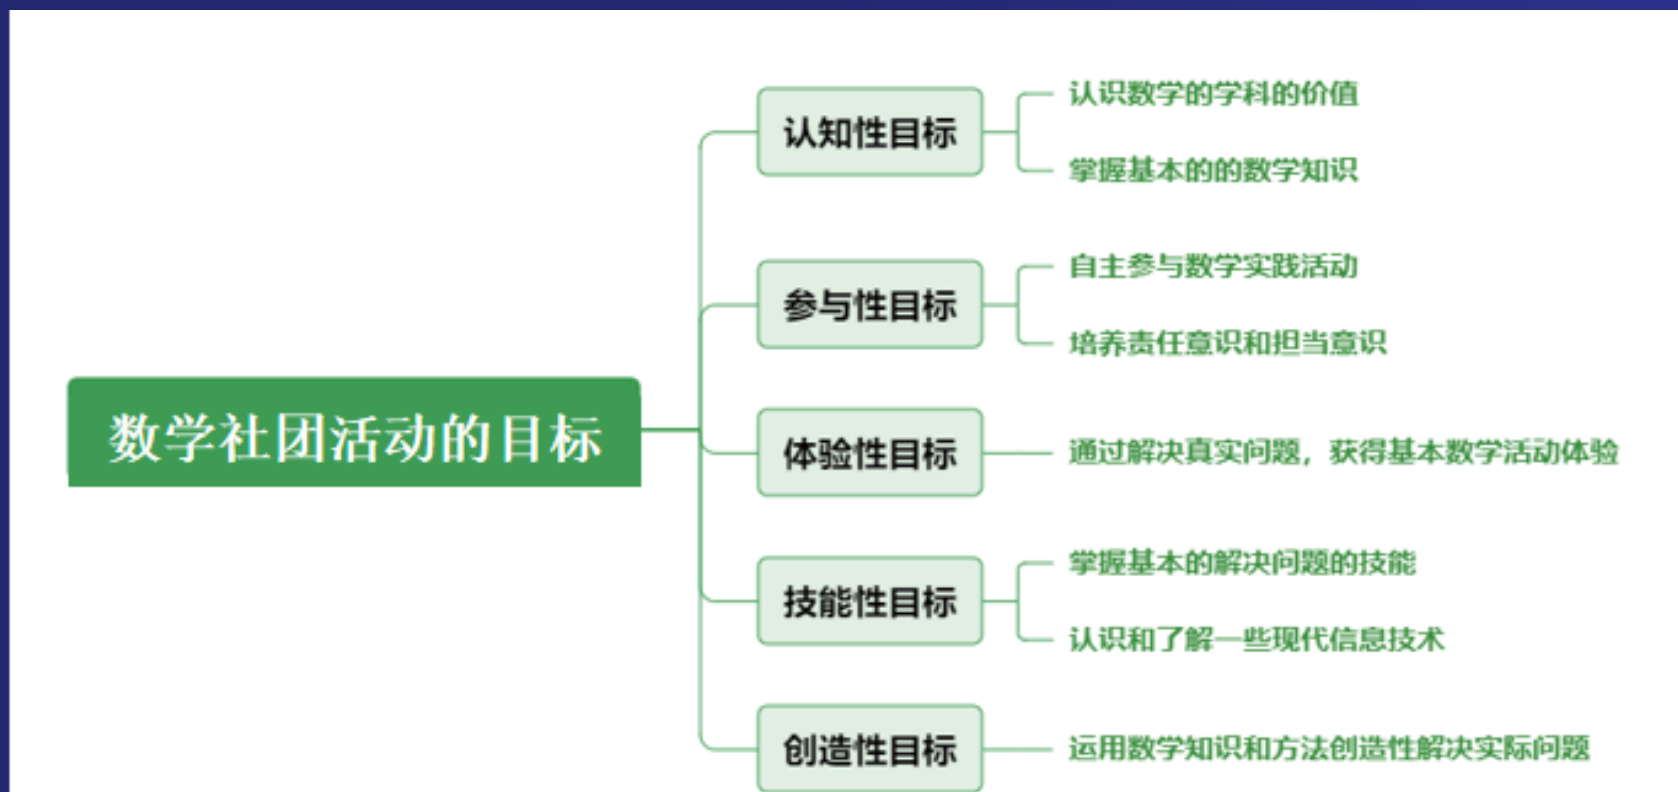 数学社团活动的目标
认知性目标
认识数学的学科的价值
掌握基本的的数学知识
参与性目标
自主参与数学实践活动
培养责任意识和担当意识
体验性目标
通过解决真实问题，获得基本数学活动体验
技能性目标
掌握基本的解决问题的技能
认识和了解一些现代信息技术
创造性目标
运用数学知识和方法创造性解决实际问题